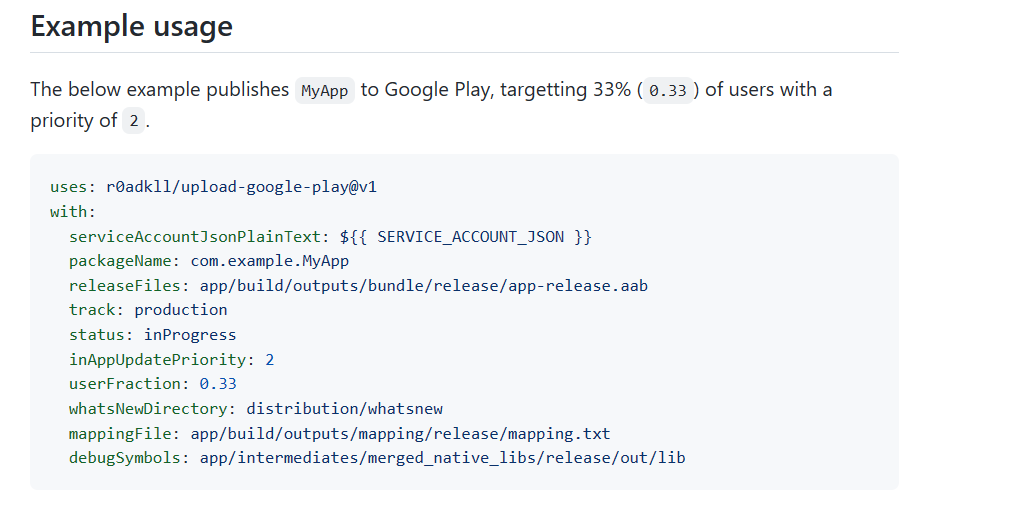 Example usage
The below example publishes MyApp to Google Play, targetting 33% ( 0.33 ) of users with a
priority of 2 .
uses: r0adkll/upload-google-play@v1
with:
  serviceAccountJsonPlainText: ${{ SERVICE_ACCOUNT_JSON }}
  packageName: com.example.MyApp
  releaseFiles: app/build/outputs/bundle/release/app-release.aab
  track: production
  status: inProgress
  inAppUpdatePriority: 2
  userFraction: 0.33
  whatsNewDirectory: distribution/whatsnew
  mappingFile: app/build/outputs/mapping/release/mapping.txt
  debugSymbols: app/intermediates/merged_native_libs/release/out/lib